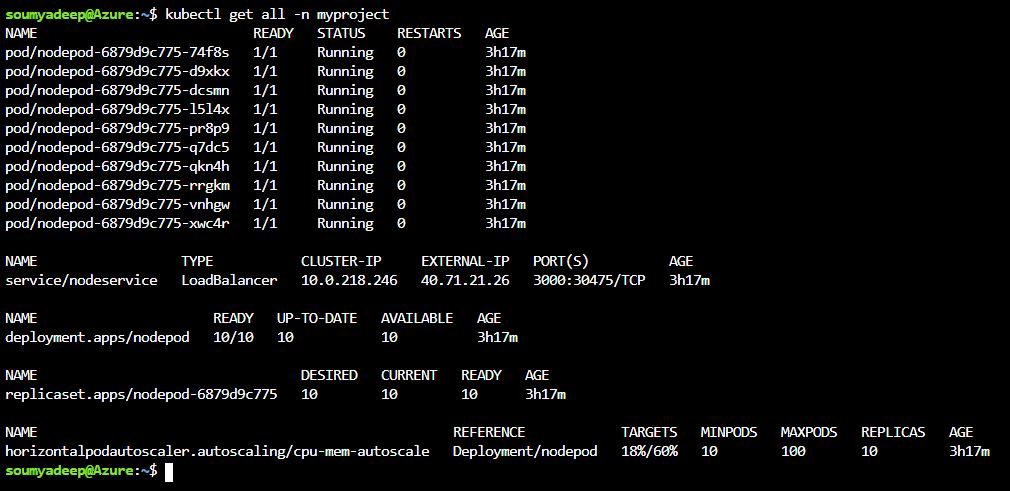 soumyadeep@Azure:~$ kubectl get all -n myproject
NAME READY STATUS RESTARTS AGE
pod/nodepod-6879d9c775-74f8s 1/1 Running 0 3h17m
pod/nodepod-6879d9c775-d9xkx 1/1 Running 0 3h17m
pod/nodepod-6879d9c775-dcsmn 1/1 Running 0 3h17m
pod/nodepod-6879d9c775-l5l4x 1/1 Running 0 3h17m
pod/nodepod-6879d9c775-pr8p9 1/1 Running 0 3h17m
pod/nodepod-6879d9c775-q7dc5 1/1 Running 0 3h17m
pod/nodepod-6879d9c775-qkn4h 1/1 Running 0 3h17m
pod/nodepod-6879d9c775-rrgkm 1/1 Running 0 3h17m
pod/nodepod-6879d9c775-vnhgw 1/1 Running 0 3h17m
pod/nodepod-6879d9c775-xwc4r 1/1 Running 0 3h17m
NAME TYPE CLUSTER-IP EXTERNAL-IP PORT(S) AGE
service/nodeservice LoadBalancer 10.0.218.246 40.71.21.26 3000:30475/TCP 3h17m
NAME READY UP-TO-DATE AVAILABLE AGE
deployment.apps/nodepod 10/10 10 10 3h17m
NAME DESIRED CURRENT READY AGE
replicaset.apps/nodepod-6879d9c775 10 10 10 3h17m
NAME REFERENCE TARGETS MINPODS MAXPODS REPLICAS AGE
horizontalpodautoscaler.autoscaling/cpu-mem-autoscale Deployment/nodepod 18%/60% 10 100 10 3h17m
soumyadeep@Azure:~$